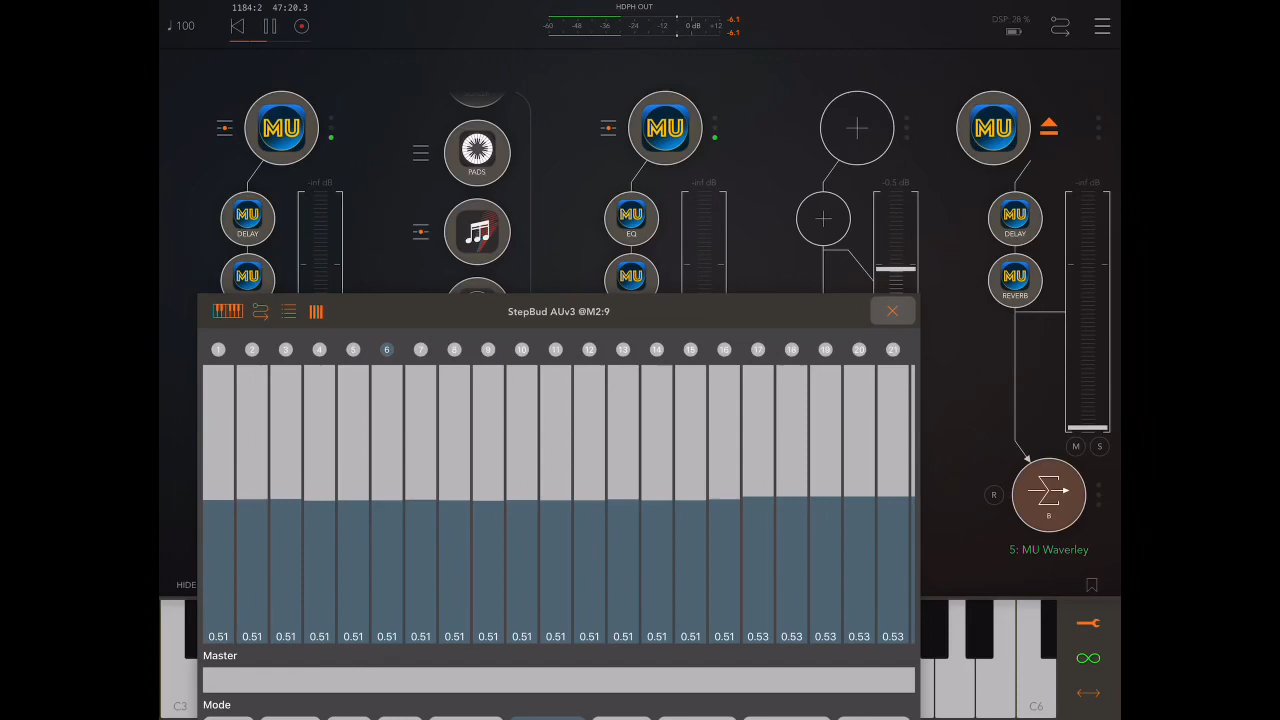 HDPH OUT
♩ 100
1184:2 47:20.3
-60 -48 -36 -24 -12 0 dB +12
-6.1
-6.1
DSP: 28 %
MU
MU
MU
PADS
MU
DELAY
-inf dB
MU
EQ
-inf dB
-0.5 dB
MU
DELAY
-inf dB
MU
MU
MU
REVERB
StepBud AUv3 @M2:9
1 2 3 4 5 6 7 8 9 10 11 12 13 14 15 16 17 18 19 20 21
M S
R
B
5: MU Waverley
HIDE
0.51 0.51 0.51 0.51 0.51 0.51 0.51 0.51 0.51 0.51 0.51 0.51 0.51 0.51 0.51 0.51 0.53 0.53 0.53 0.53 0.53
Master
Mode
C3
C6